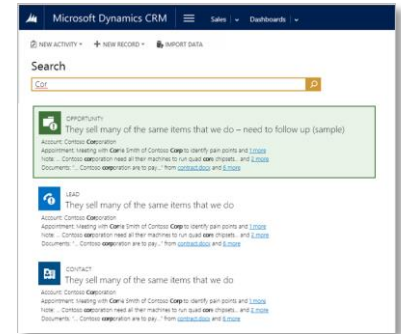 Microsoft Dynamics CRM Sales Dashboards
NEW ACTIVITY NEW RECORD IMPORT DATA
Search
Cor
OPPORTUNITY
They sell many of the same items that we do – need to follow up (sample)
Account: Contoso Corporation
Appointment: Meeting with Corrie Smith of Contoso Corp to identify pain points and 1 more
Note: ... Contoso corporation need all their machines to run quad com chipsets... and 2 more
Documents: "... Contoso corporation are to pay..." from contract.docx and 6 more
LEAD
They sell many of the same items that we do
Account: Contoso Corporation
Appointment: Meeting with Corrie Smith of Contoso Corp to identify pain points and 1 more
Note: ... Contoso corporation need all their machines to run quad com chipsets... and 2 more
Documents: "... Contoso corporation are to pay..." from contract.docx and 6 more
CONTACT
They sell many of the same items that we do
Account: Contoso Corporation
Appointment: Meeting with Corrie Smith of Contoso Corp to identify pain points and 1 more
Note: ... Contoso corporation need all their machines to run quad com chipsets... and 2 more
Documents: "... Contoso corporation are to pay..." from contract.docx and 6 more